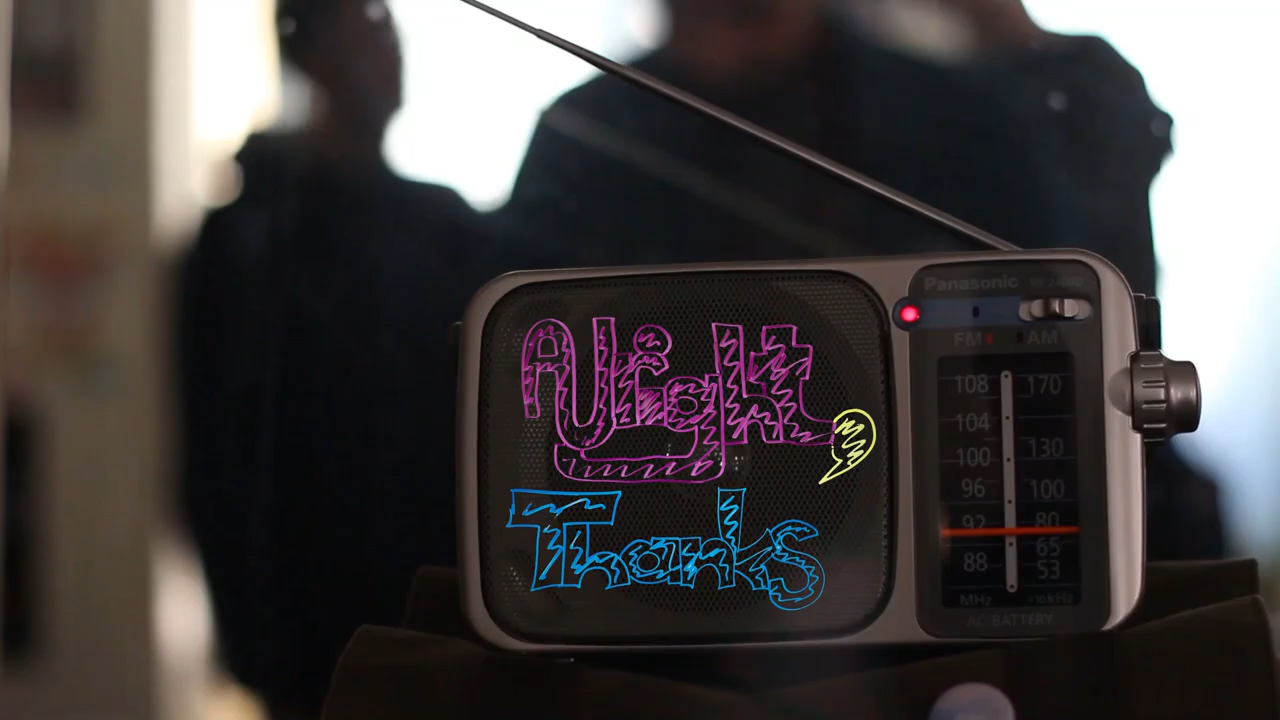 Alright,
Thanks
Panasonic
FM AM
108 170
104
130
100
96 100
92 80
65
88
53
MHz x10kHz
AC/BATTERY